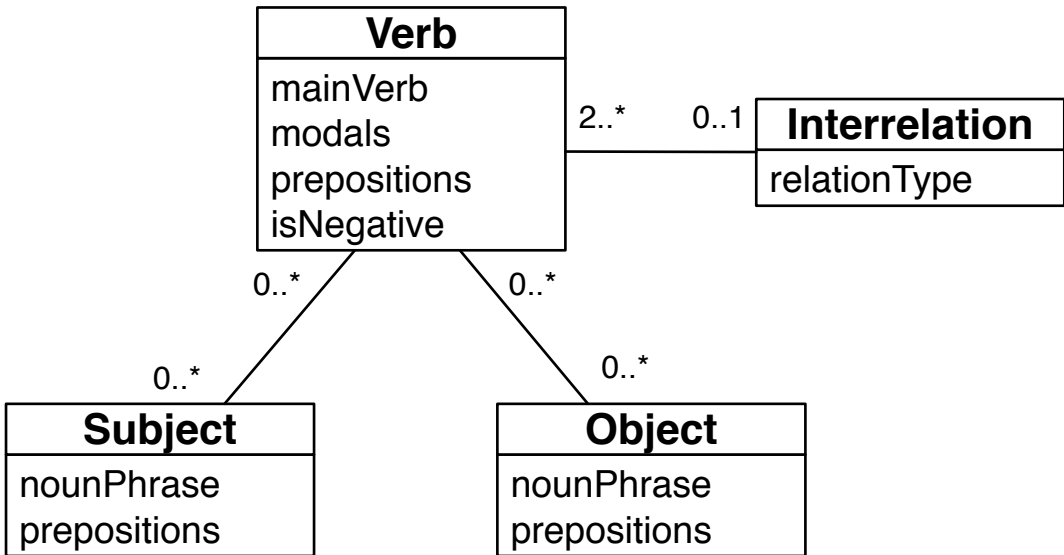 Verb
mainVerb
modals
prepositions
isNegative
2..* 0..1
Interrelation
relationType
0..* 0..*
0..* 0..*
Subject
nounPhrase
prepositions
Object
nounPhrase
prepositions